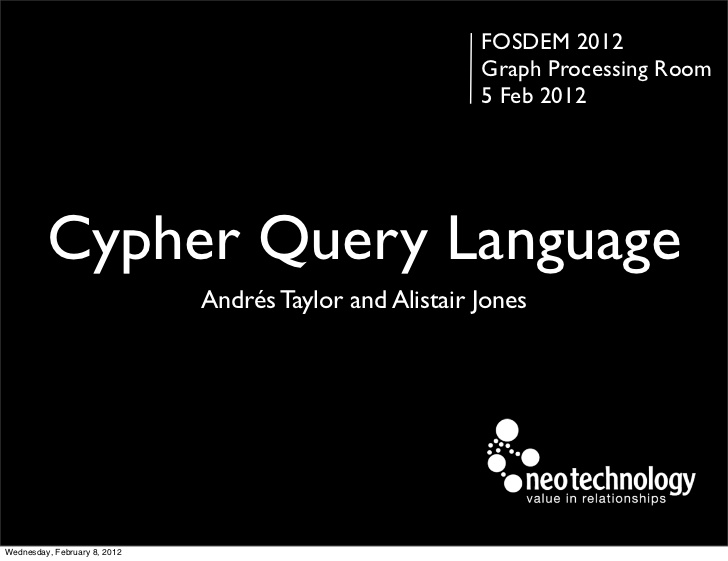 FOSDEM 2012
Graph Processing Room
5 Feb 2012
Cypher Query Language
Andrés Taylor and Alistair Jones
neotechnology
value in relationships
Wednesday, February 8, 2012